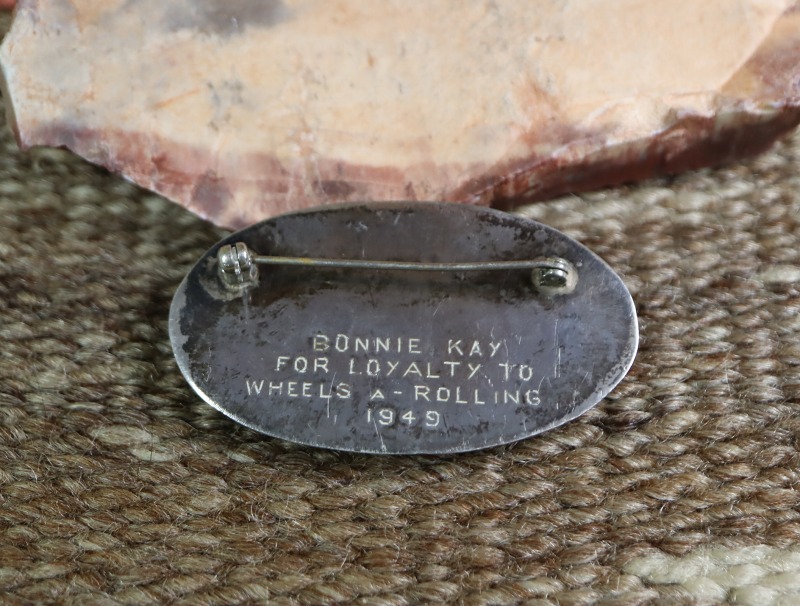 BONNIE KAY
FOR LOYALTY TO
WHEELS A-ROLLING
1949